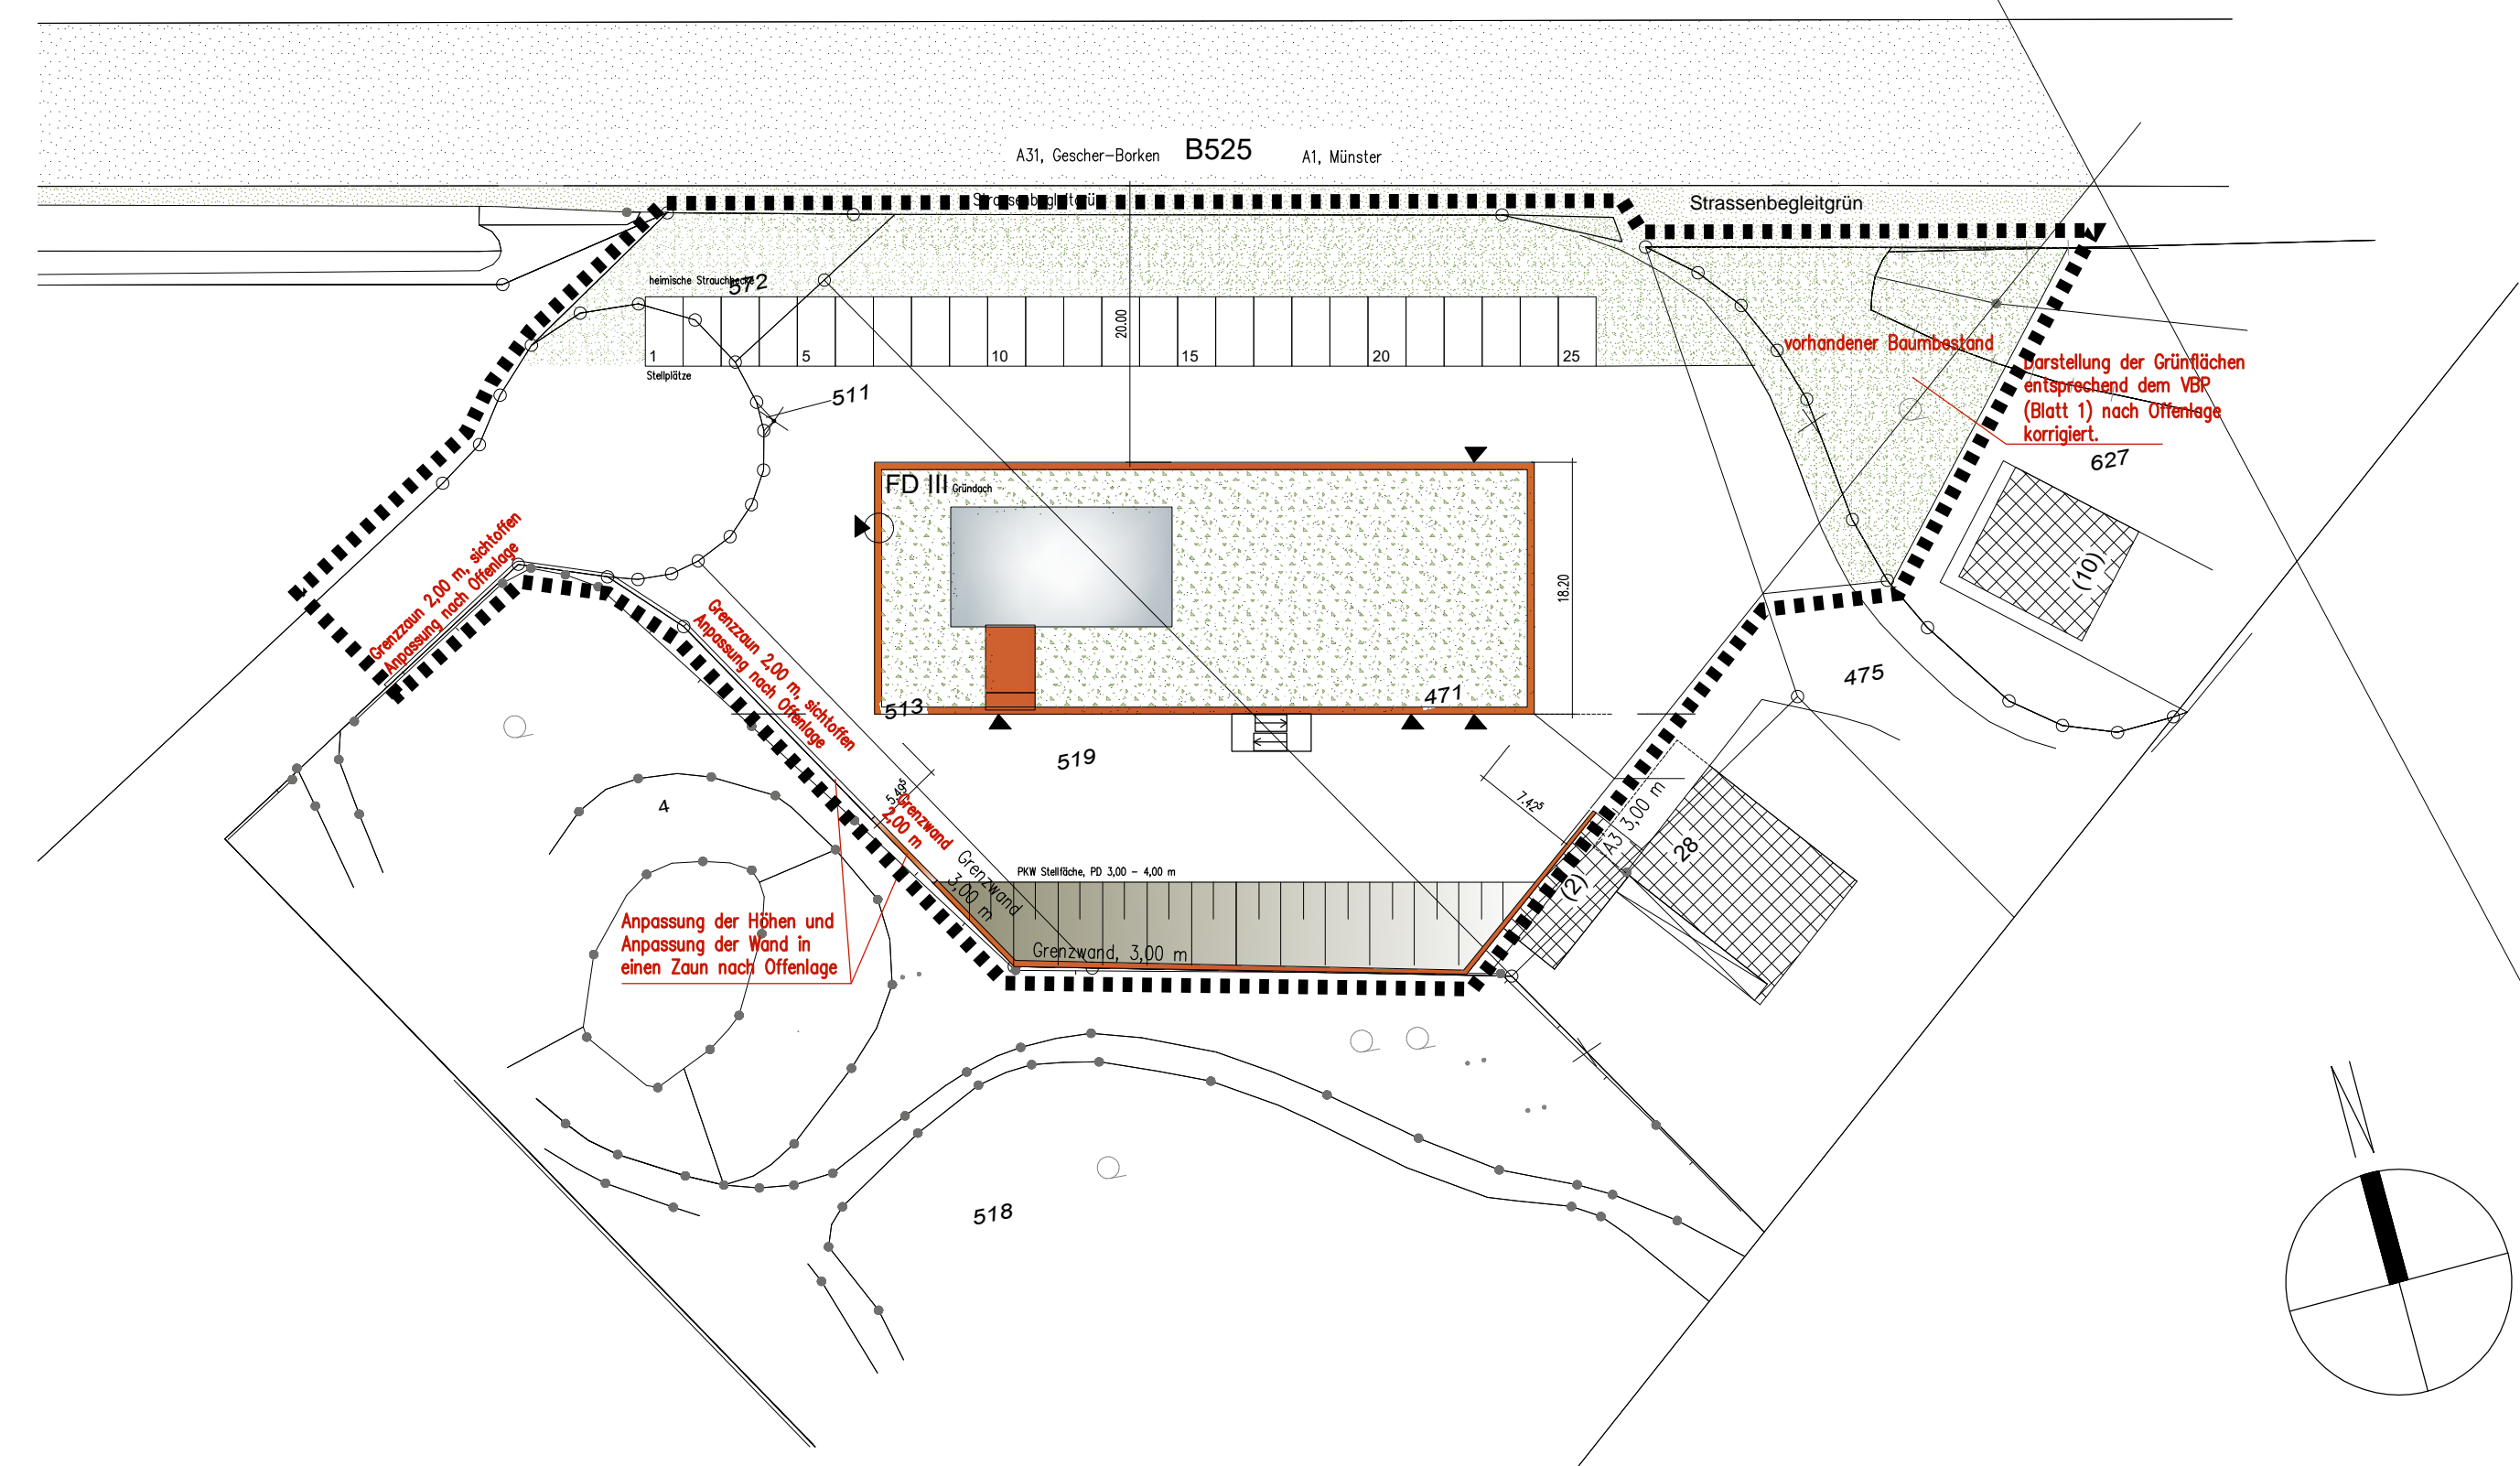 A31, Gescher-Borken B525 A1, Münster
Strassenbegleitgrün
Strassenbegleitgrün
heimische Strauchhecke
572
1 5 10 15 20 25
Stellplätze
20.00
511
vorhandener Baumbestand
Darstellung der Grünflächen
entsprechend dem VBP
(Blatt 1) nach Offenlage
korrigiert.
627
(10)
FD III Gründach
18.20
Grenzzaun 2,00 m, sichtoffen
Anpassung nach Offenlage
Grenzzaun 2,00 m, sichtoffen
Anpassung nach Offenlage
513
471
475
519
4
5.49⁵
7.42⁵
Grenzwand
2,00 m
Grenzwand
3,00 m
PKW Stellfäche, PD 3,00 - 4,00 m
A3) 3,00 m
28
(2)
Grenzwand, 3,00 m
Anpassung der Höhen und
Anpassung der Wand in
einen Zaun nach Offenlage
518
N